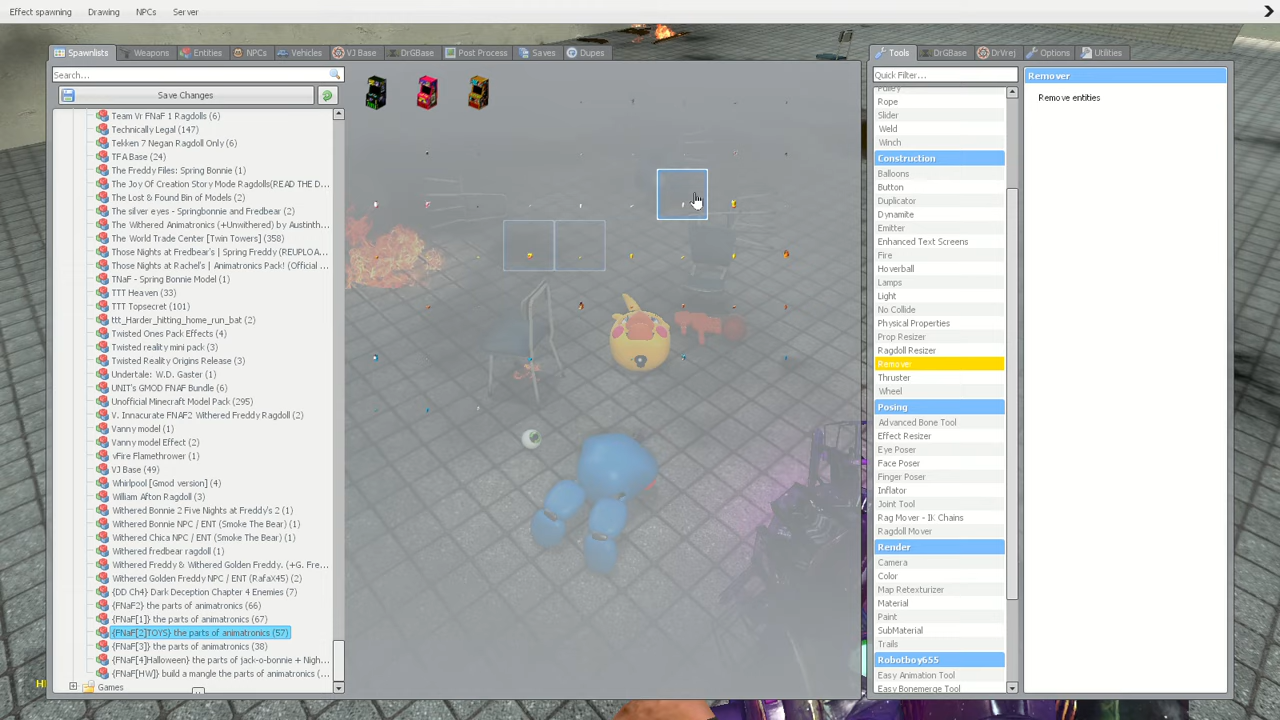 Effect spawning Drawing NPCs Server
Spawnlists Weapons Entities NPCs Vehicles VJ Base DrGBase Post Process Saves Dupes
Tools DrGBase DrVrej Options Utilities
Search...
Save Changes
Team Vr FNaF 1 Ragdolls (6)
Technically Legal (147)
Tekken 7 Negan Ragdoll Only (6)
TFA Base (24)
The Freddy Files: Spring Bonnie (1)
The Joy Of Creation Story Mode Ragdolls(READ THE D...
The Lost & Found Bin of Models (2)
The silver eyes - Springbonnie and Fredbear (2)
The Withered Animatronics (+Unwithered) by Austinth...
The World Trade Center [Twin Towers] (358)
Those Nights at Fredbear's | Spring Freddy (REUPLOA...
Those Nights at Rachel's | Animatronics Pack! (Official ...
TNaF - Spring Bonnie Model (1)
TTT Heaven (33)
TTT Topsecret (101)
ttt_Harder_hitting_home_run_bat (2)
Twisted Ones Pack Effects (4)
Twisted reality mini pack (3)
Twisted Reality Origins Release (3)
Undertale: W.D. Gaster (1)
UNIT's GMOD FNAF Bundle (6)
Unofficial Minecraft Model Pack (295)
V. Innacurate FNAF2 Withered Freddy Ragdoll (2)
Vanny model (1)
Vanny model Effect (2)
vFire Flamethrower (1)
VJ Base (49)
Whirlpool [Gmod version] (4)
William Afton Ragdoll (3)
Withered Bonnie 2 Five Nights at Freddy's 2 (1)
Withered Bonnie NPC / ENT (Smoke The Bear) (1)
Withered Chica NPC / ENT (Smoke The Bear) (1)
Withered fredbear ragdoll (1)
Withered Freddy & Withered Golden Freddy. (+G. Fre...
Withered Golden Freddy NPC / ENT (RafaX45) (2)
{DD Ch4} Dark Deception Chapter 4 Enemies (7)
{FNaF2} the parts of animatronics (66)
{FNaF[1]} the parts of animatronics (67)
{FNaF[2]TOYS} the parts of animatronics (57)
{FNaF[3]} the parts of animatronics (38)
{FNaF[4]Halloween} the parts of jack-o-bonnie + Nigh...
{FNaF[HW]} build a mangle the parts of animatronics (...
Games
Quick Filter...
Pulley
Rope
Slider
Weld
Winch
Construction
Balloons
Button
Duplicator
Dynamite
Emitter
Enhanced Text Screens
Fire
Hoverball
Lamps
Light
No Collide
Physical Properties
Prop Resizer
Ragdoll Resizer
Remover
Thruster
Wheel
Posing
Advanced Bone Tool
Effect Resizer
Eye Poser
Face Poser
Finger Poser
Inflator
Joint Tool
Rag Mover - IK Chains
Ragdoll Mover
Render
Camera
Color
Map Retexturizer
Material
Paint
SubMaterial
Trails
Robotboy655
Easy Animation Tool
Easy Bonemerge Tool
Remover
Remove entities